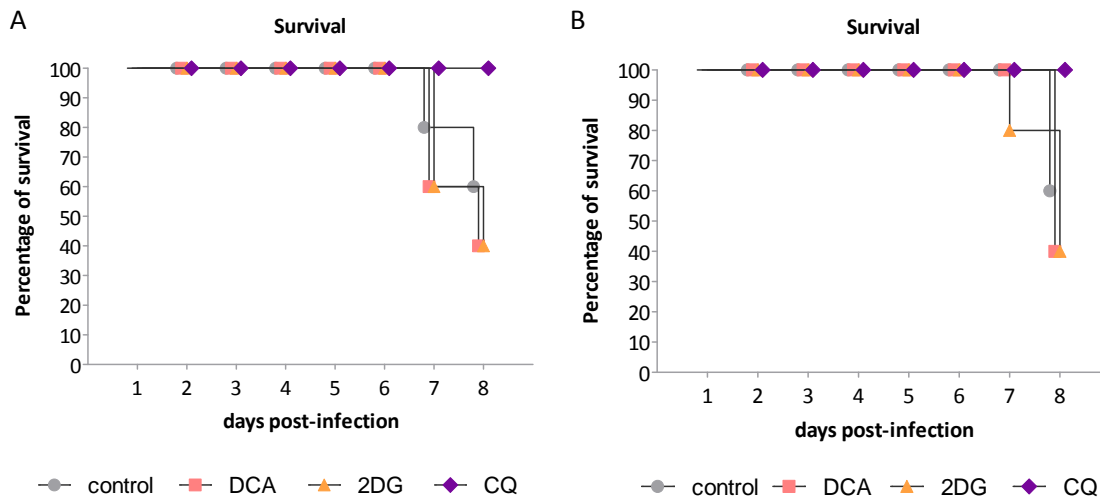 A
Survival
Percentage of survival
100
90
80
70
60
50
40
30
20
10
0
1 2 3 4 5 6 7 8
days post-infection
control DCA 2DG CQ
B
Survival
Percentage of survival
100
90
80
70
60
50
40
30
20
10
0
1 2 3 4 5 6 7 8
days post-infection
control DCA 2DG CQ